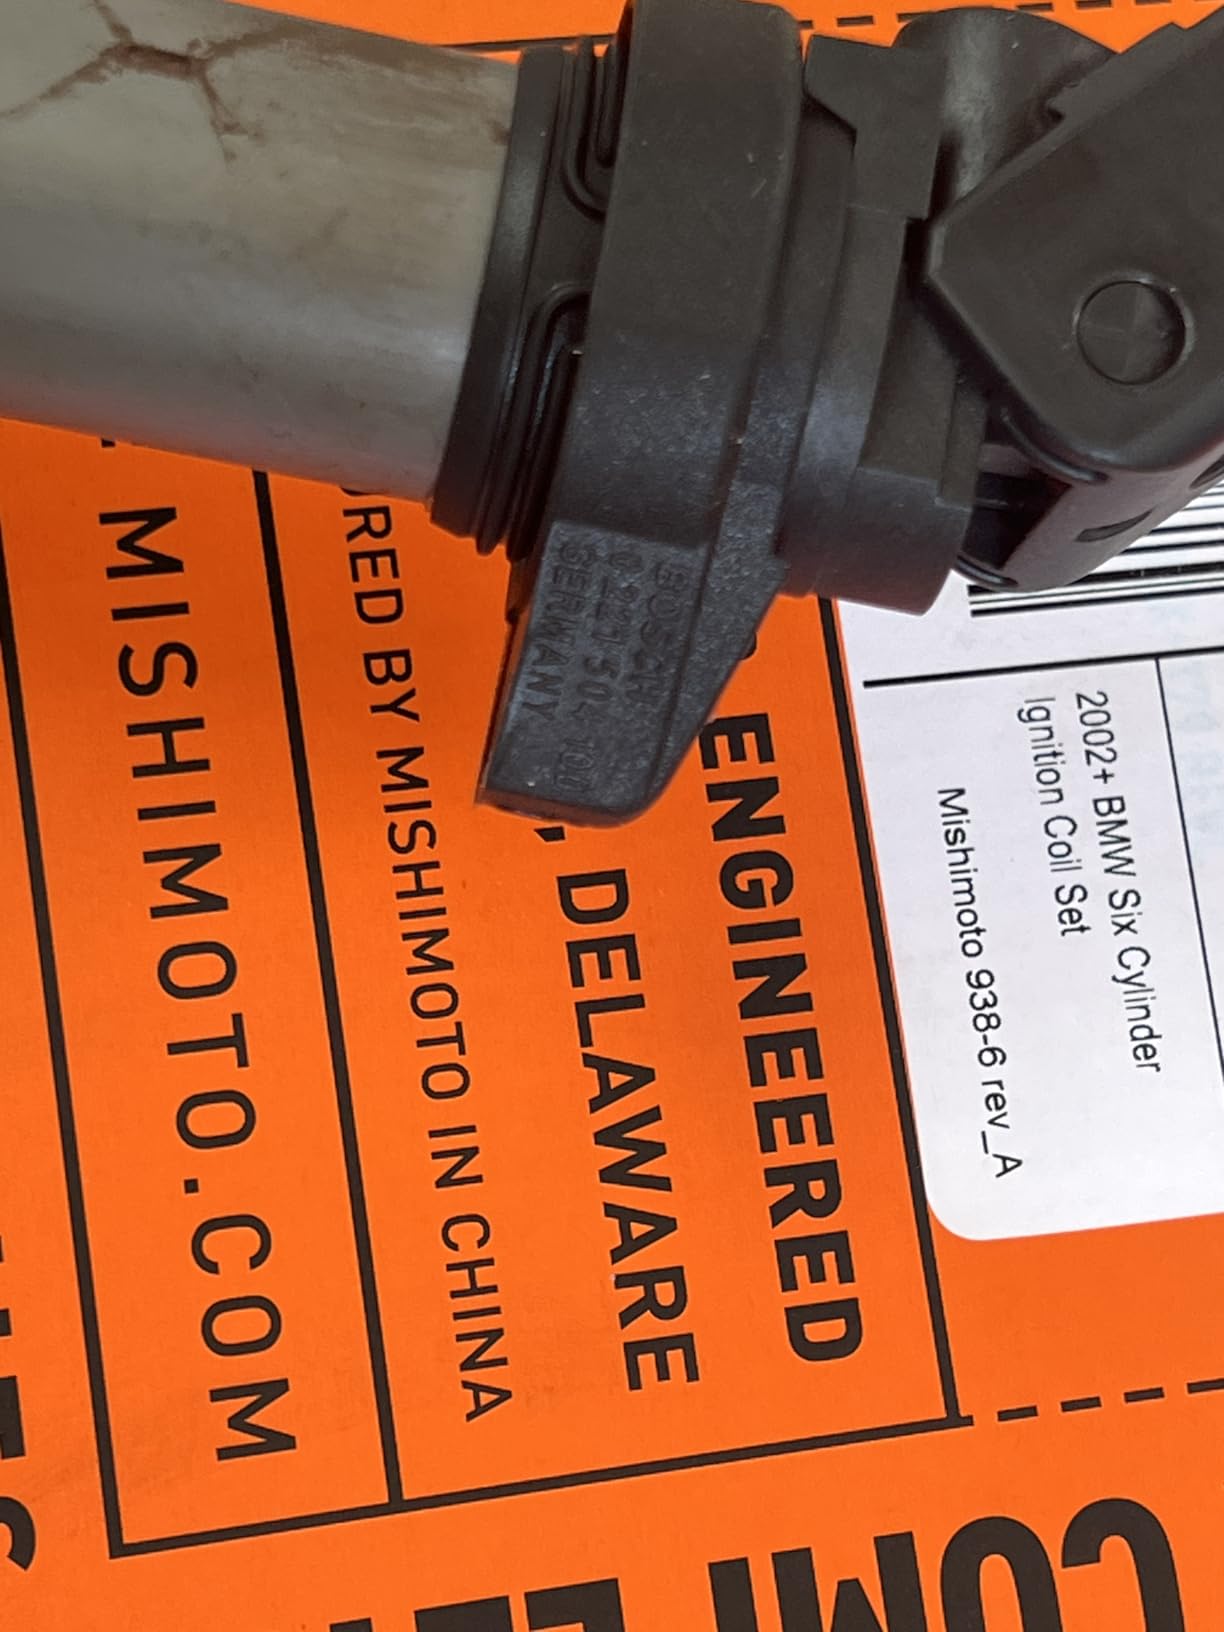 BOSCH
0 221 504 100
GERMANY
2002+ BMW Six Cylinder
Ignition Coil Set
Mishimoto 938-6 rev_A
ENGINEERED
, DELAWARE
RED BY MISHIMOTO IN CHINA
MISHIMOTO.COM